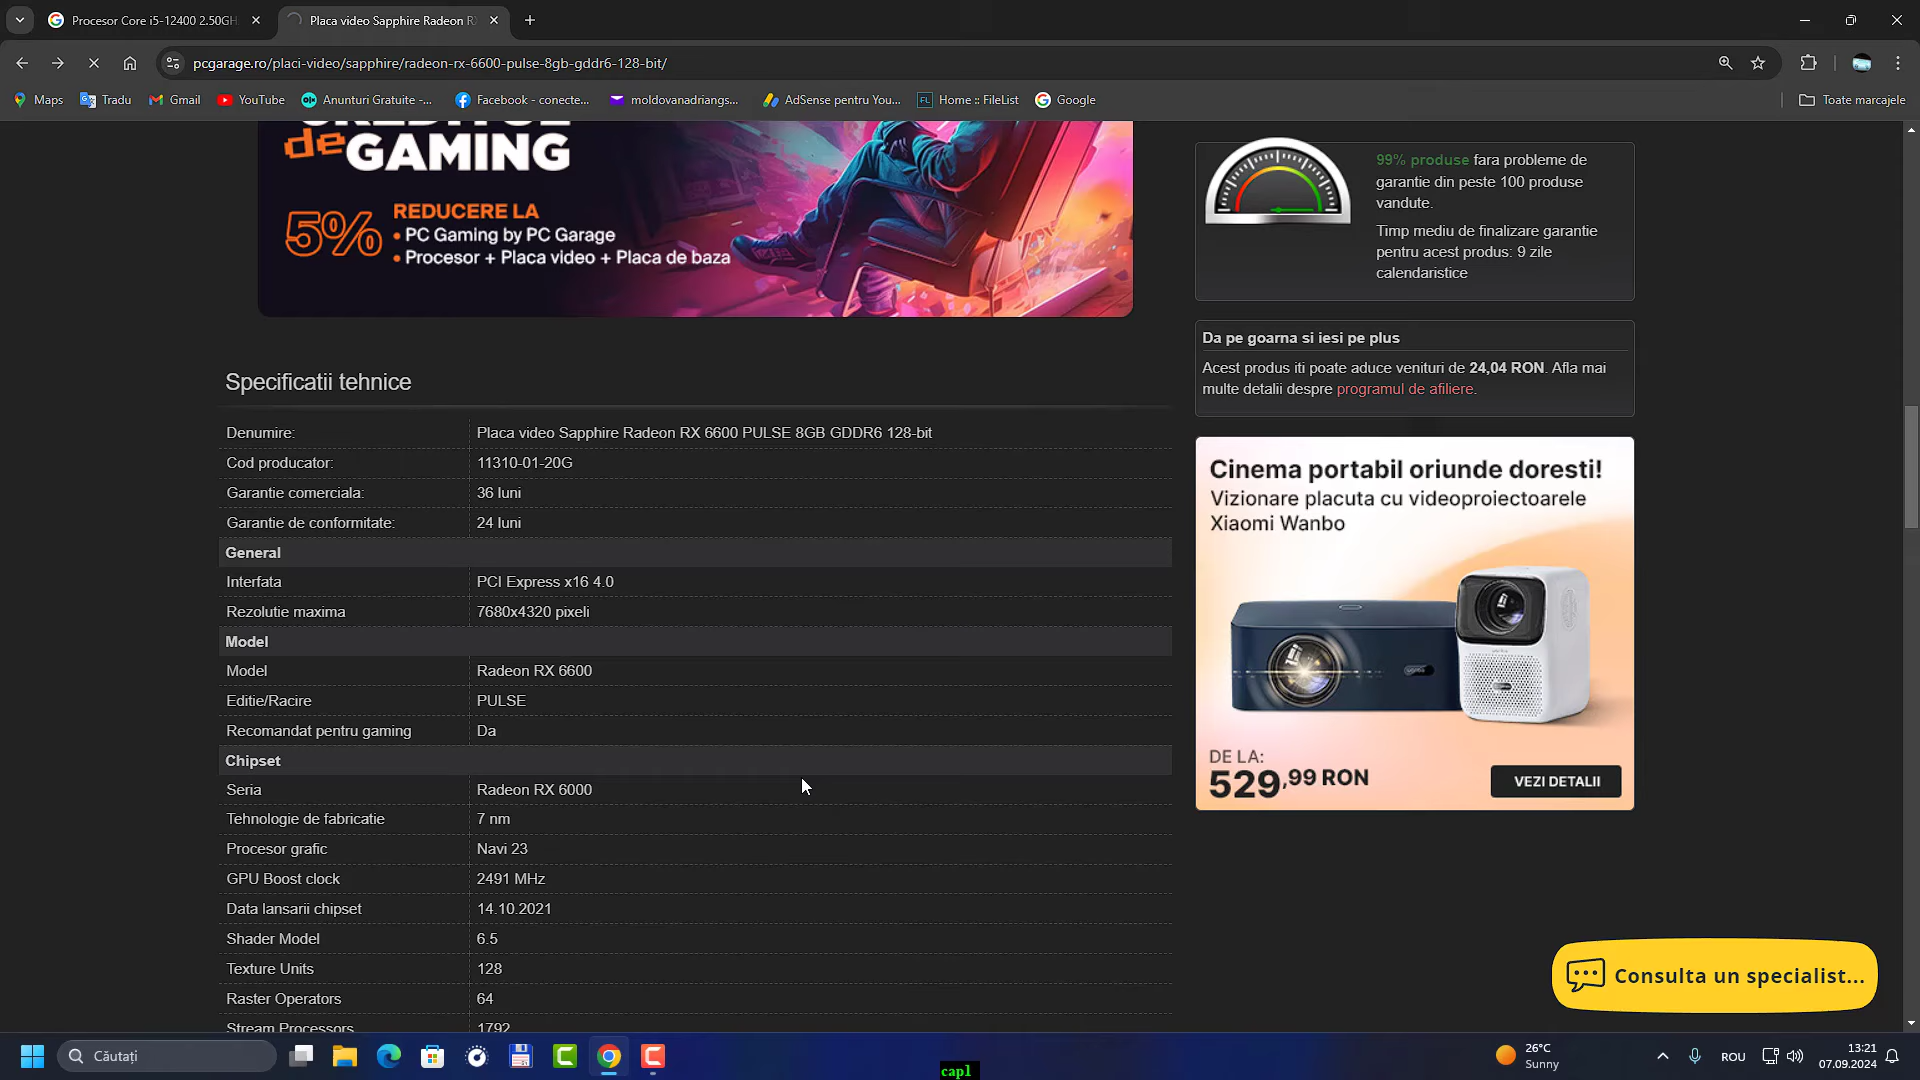 Procesor Core i5-12400 2.50GH
Placa video Sapphire Radeon R
pcgarage.ro/placi-video/sapphire/radeon-rx-6600-pulse-8gb-gddr6-128-bit/
Maps
Tradu
Gmail
YouTube
Anunturi Gratuite -...
Facebook - conecte...
moldovanadriangs...
AdSense pentru You...
FL
Home :: FileList
Google
Toate marcajele
de GAMING
5%
REDUCERE LA
• PC Gaming by PC Garage
• Procesor + Placa video + Placa de baza
99% produse fara probleme de
garantie din peste 100 produse
vandute.
Timp mediu de finalizare garantie
pentru acest produs: 9 zile
calendaristice
Da pe goarna si iesi pe plus
Acest produs iti poate aduce venituri de 24,04 RON. Afla mai
multe detalii despre programul de afiliere.
Specificatii tehnice
Denumire: Placa video Sapphire Radeon RX 6600 PULSE 8GB GDDR6 128-bit
Cod producator: 11310-01-20G
Garantie comerciala: 36 luni
Garantie de conformitate: 24 luni
General
Interfata PCI Express x16 4.0
Rezolutie maxima 7680x4320 pixeli
Model
Model Radeon RX 6600
Editie/Racire PULSE
Recomandat pentru gaming Da
Chipset
Seria Radeon RX 6000
Tehnologie de fabricatie 7 nm
Procesor grafic Navi 23
GPU Boost clock 2491 MHz
Data lansarii chipset 14.10.2021
Shader Model 6.5
Texture Units 128
Raster Operators 64
Stream Processors 1792
Cinema portabil oriunde doresti!
Vizionare placuta cu videoproiectoarele
Xiaomi Wanbo
DE LA:
529,99 RON
VEZI DETALII
Consulta un specialist...
Căutați
capl
26°C
Sunny
ROU
13:21
07.09.2024